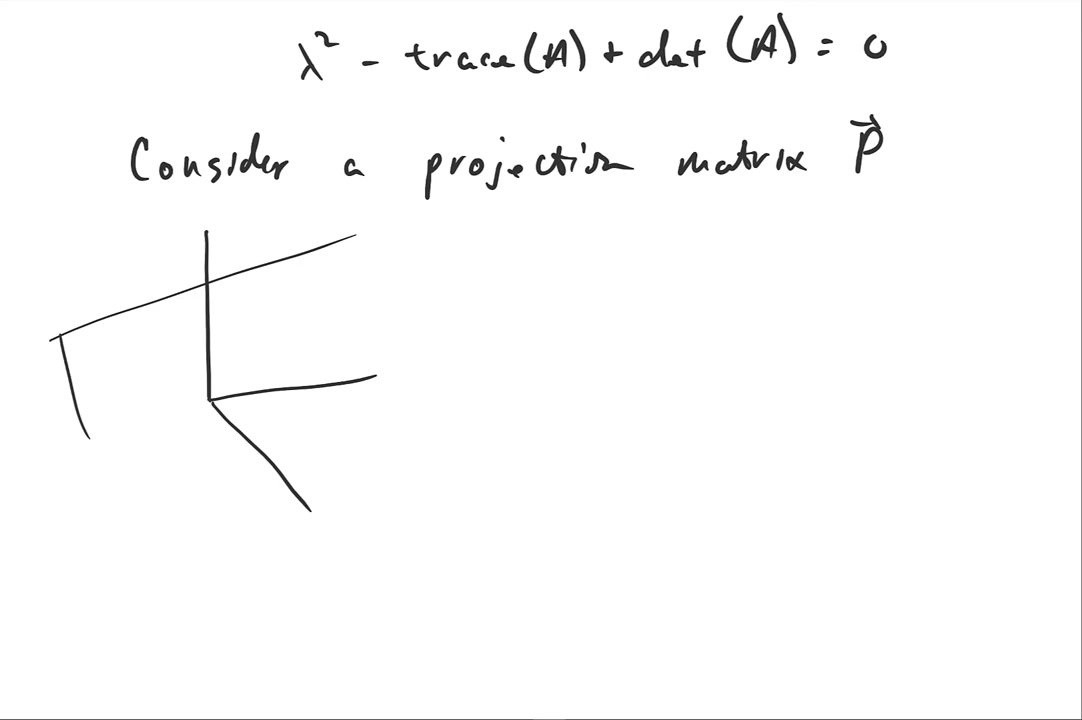 λ² - trace(A) + det (A) = 0
Consider a projection matrix P⃗